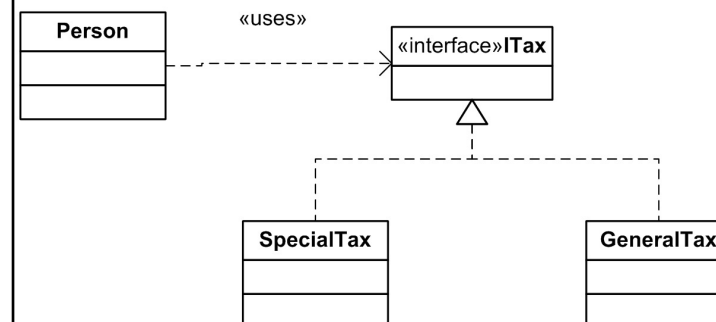 «uses»
Person
«interface»ITax
SpecialTax
GeneralTax